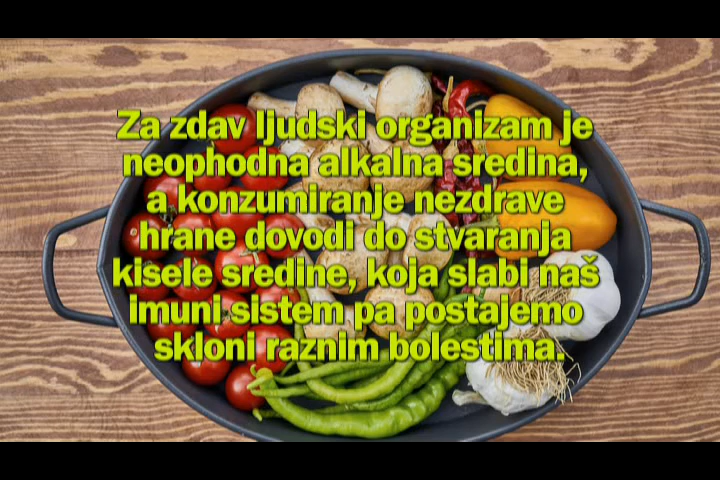 Za zdav ljudski organizam je
neophodna alkalna sredina,
a konzumiranje nezdrave
hrane dovodi do stvaranja
kisele sredine, koja slabi naš
imuni sistem pa postajemo
skloni raznim bolestima.